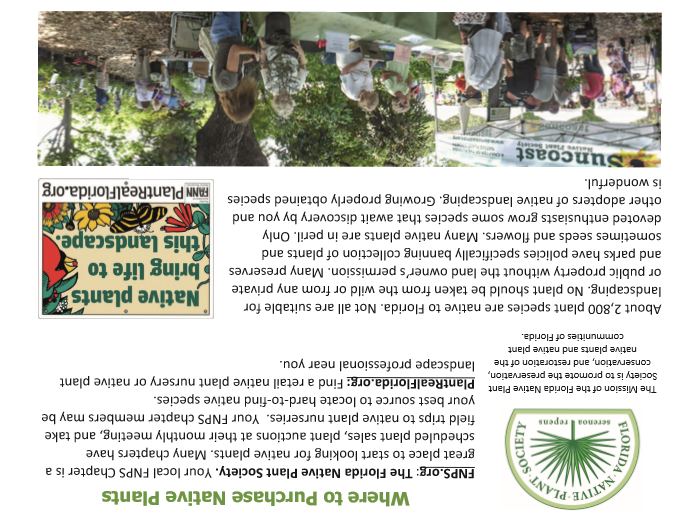 Where to Purchase Native Plants
FNPS.org: The Florida Native Plant Society. Your local FNPS Chapter is a
great place to start looking for native plants. Many chapters have
scheduled plant sales, plant auctions at their monthly meeting, and take
field trips to native plant nurseries. Your FNPS chapter members may be
your best source to locate hard-to-find native species.
PlantRealFlorida.org: Find a retail native plant nursery or native plant
landscape professional near you.
FLORIDA·NATIVE·PLANT·SOCIETY
serenoa repens
The Mission of the Florida Native Plant
Society is to promote the preservation,
conservation, and restoration of the
native plants and native plant
communities of Florida.
About 2,800 plant species are native to Florida. Not all are suitable for
landscaping. No plant should be taken from the wild or from any private
or public property without the land owner's permission. Many preserves
and parks have policies specifically banning collection of plants and
sometimes seeds and flowers. Many native plants are in peril. Only
devoted enthusiasts grow some species that await discovery by you and
other adopters of native landscaping. Growing properly obtained species
is wonderful.
Native plants
bring life to
this landscape.
FANN
PlantRealFlorida.org
Suncoast
Native Plant Society